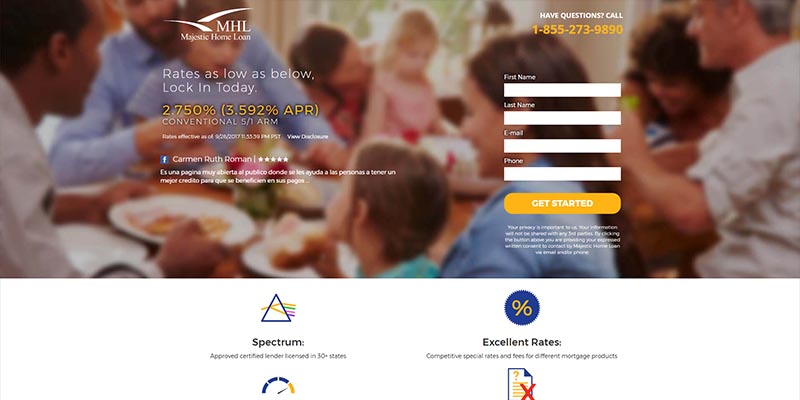 MHL
Majestic Home Loan
HAVE QUESTIONS? CALL
1-855-273-9890
Rates as low as below,
Lock In Today.
2.750% (3.592% APR)
CONVENTIONAL 5/1 ARM
Rates effective as of: 9/28/2017 11:33:39 PM PST. View Disclosure
Carmen Ruth Roman | ★★★★★
Es una pagina muy abierta al publico donde se les ayuda a las personas a tener un
mejor credito para que se beneficien en sus pagos ...
First Name
Last Name
E-mail
Phone
GET STARTED
Your privacy is important to us. Your information
will not be shared with any 3rd parties. By clicking
the button above you are providing your expressed
written consent to contact by Majestic Home Loan
via email and/or phone
Spectrum:
Approved certified lender licensed in 30+ states
%
Excellent Rates:
Competitive special rates and fees for different mortgage products
?
X